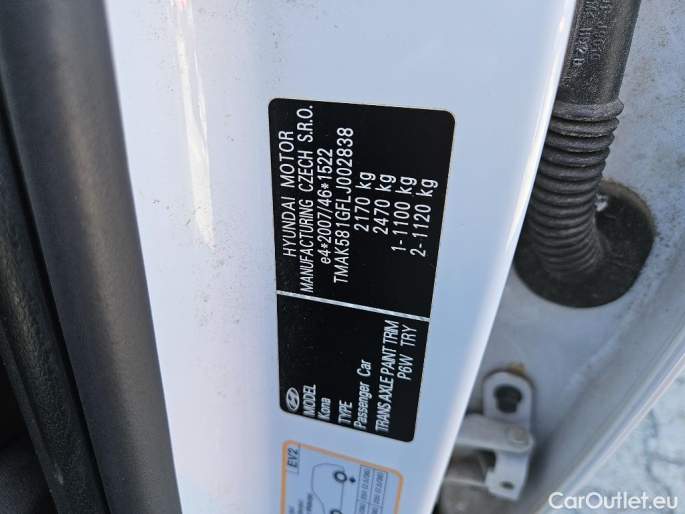 HYUNDAI MOTOR
MANUFACTURING CZECH S.R.O.
e4*2007/46*1522
TMAK581GFLJ002838
2170 kg
2470 kg
1-1100 kg
2-1120 kg
MODEL
Kona
TYPE
Passenger Car
TRANS AXLE PAINT TRIM
P6W TRY
EV2
CarOutlet.eu